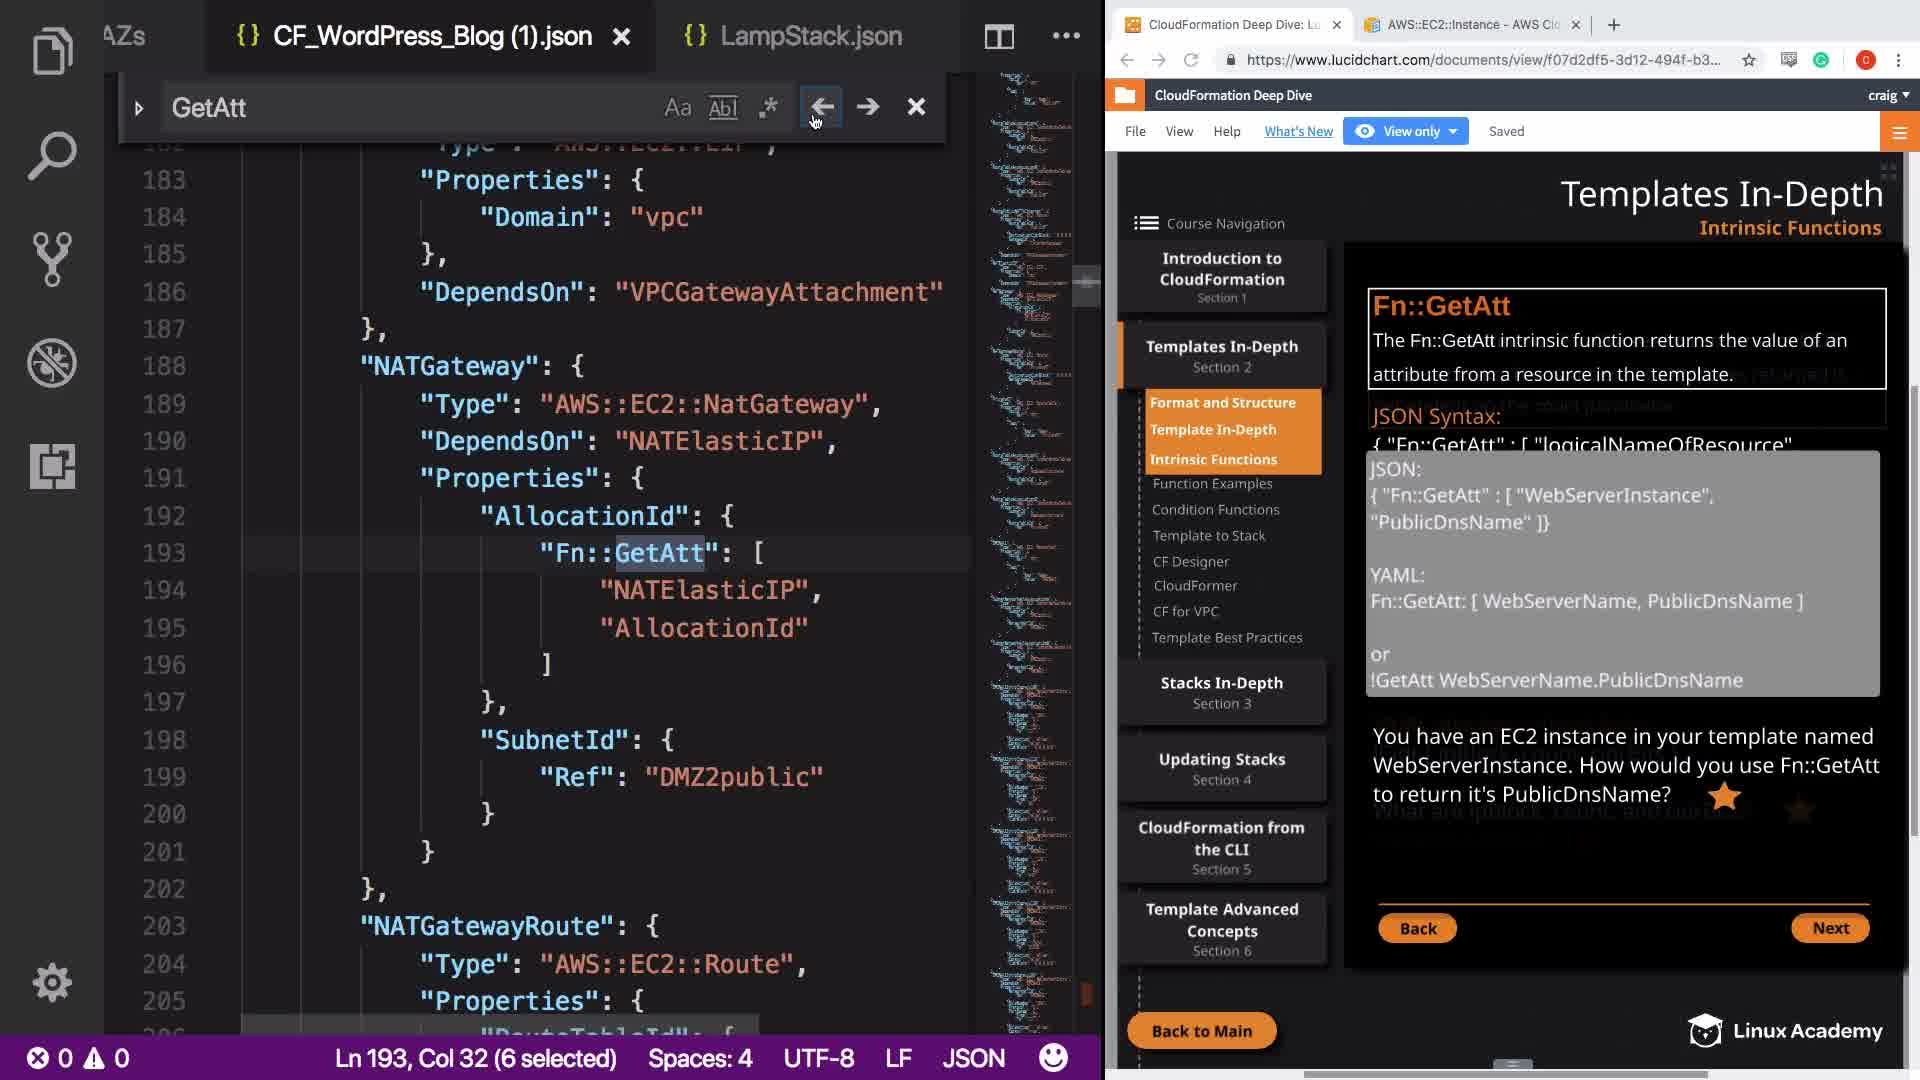 AZs
{} CF_WordPress_Blog (1).json
{} LampStack.json
GetAtt
Aa
Abl
.*
183 "Properties": {
184 "Domain": "vpc"
185 },
186 "DependsOn": "VPCGatewayAttachment"
187 },
188 "NATGateway": {
189 "Type": "AWS::EC2::NatGateway",
190 "DependsOn": "NATElasticIP",
191 "Properties": {
192 "AllocationId": {
193 "Fn::GetAtt": [
194 "NATElasticIP",
195 "AllocationId"
196 ]
197 },
198 "SubnetId": {
199 "Ref": "DMZ2public"
200 }
201 }
202 },
203 "NATGatewayRoute": {
204 "Type": "AWS::EC2::Route",
205 "Properties": {
0 0
Ln 193, Col 32 (6 selected)
Spaces: 4
UTF-8
LF
JSON
CloudFormation Deep Dive:
AWS::EC2::Instance - AWS
https://www.lucidchart.com/documents/view/f07d2df5-3d12-494f-b3...
C
CloudFormation Deep Dive
craig
File
View
Help
What's New
View only
Saved
Templates In-Depth
Intrinsic Functions
Course Navigation
Introduction to
CloudFormation
Section 1
Templates In-Depth
Section 2
Format and Structure
Template In-Depth
Intrinsic Functions
Function Examples
Condition Functions
Template to Stack
CF Designer
CloudFormer
CF for VPC
Template Best Practices
Stacks In-Depth
Section 3
Updating Stacks
Section 4
CloudFormation from
the CLI
Section 5
Template Advanced
Concepts
Section 6
Back to Main
Fn::GetAtt
The Fn::GetAtt intrinsic function returns the value of an
attribute from a resource in the template.
JSON Syntax:
{ "Fn::GetAtt" : [ "logicalNameOfResource"
JSON:
{ "Fn::GetAtt" : [ "WebServerInstance",
"PublicDnsName" ]}
YAML:
Fn::GetAtt: [ WebServerName, PublicDnsName ]
or
!GetAtt WebServerName.PublicDnsName
You have an EC2 instance in your template named
WebServerInstance. How would you use Fn::GetAtt
to return it's PublicDnsName?
Back
Next
Linux Academy